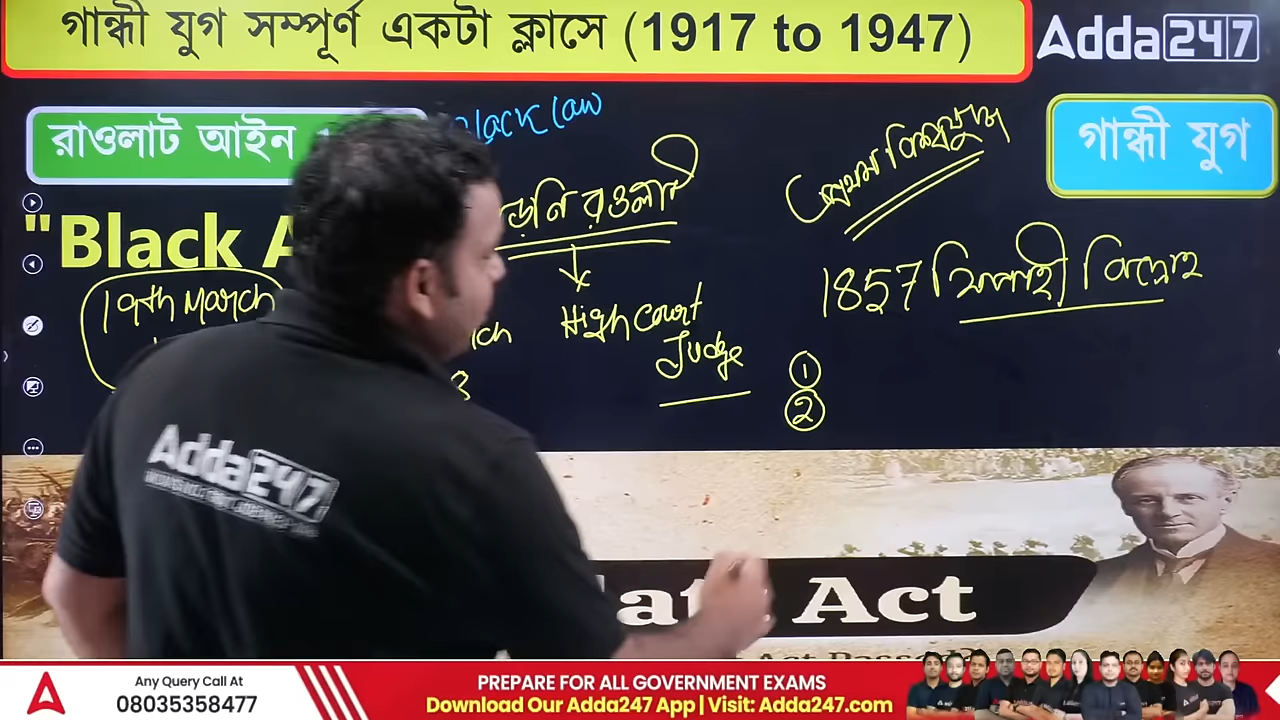 গান্ধী যুগ সম্পূর্ণ একটা ক্লাসে (1917 to 1947)
Adda247
রাওলাট আইন
Black Law
গান্ধী যুগ
প্রথম বিশ্বযুদ্ধ
রওলাট
"Black A
19th March
High Court
Judge
1857 সিপাহী বিদ্রোহ
1
2
Adda247
Act
Any Query Call At
08035358477
PREPARE FOR ALL GOVERNMENT EXAMS
Download Our Adda247 App | Visit: Adda247.com
Adda247